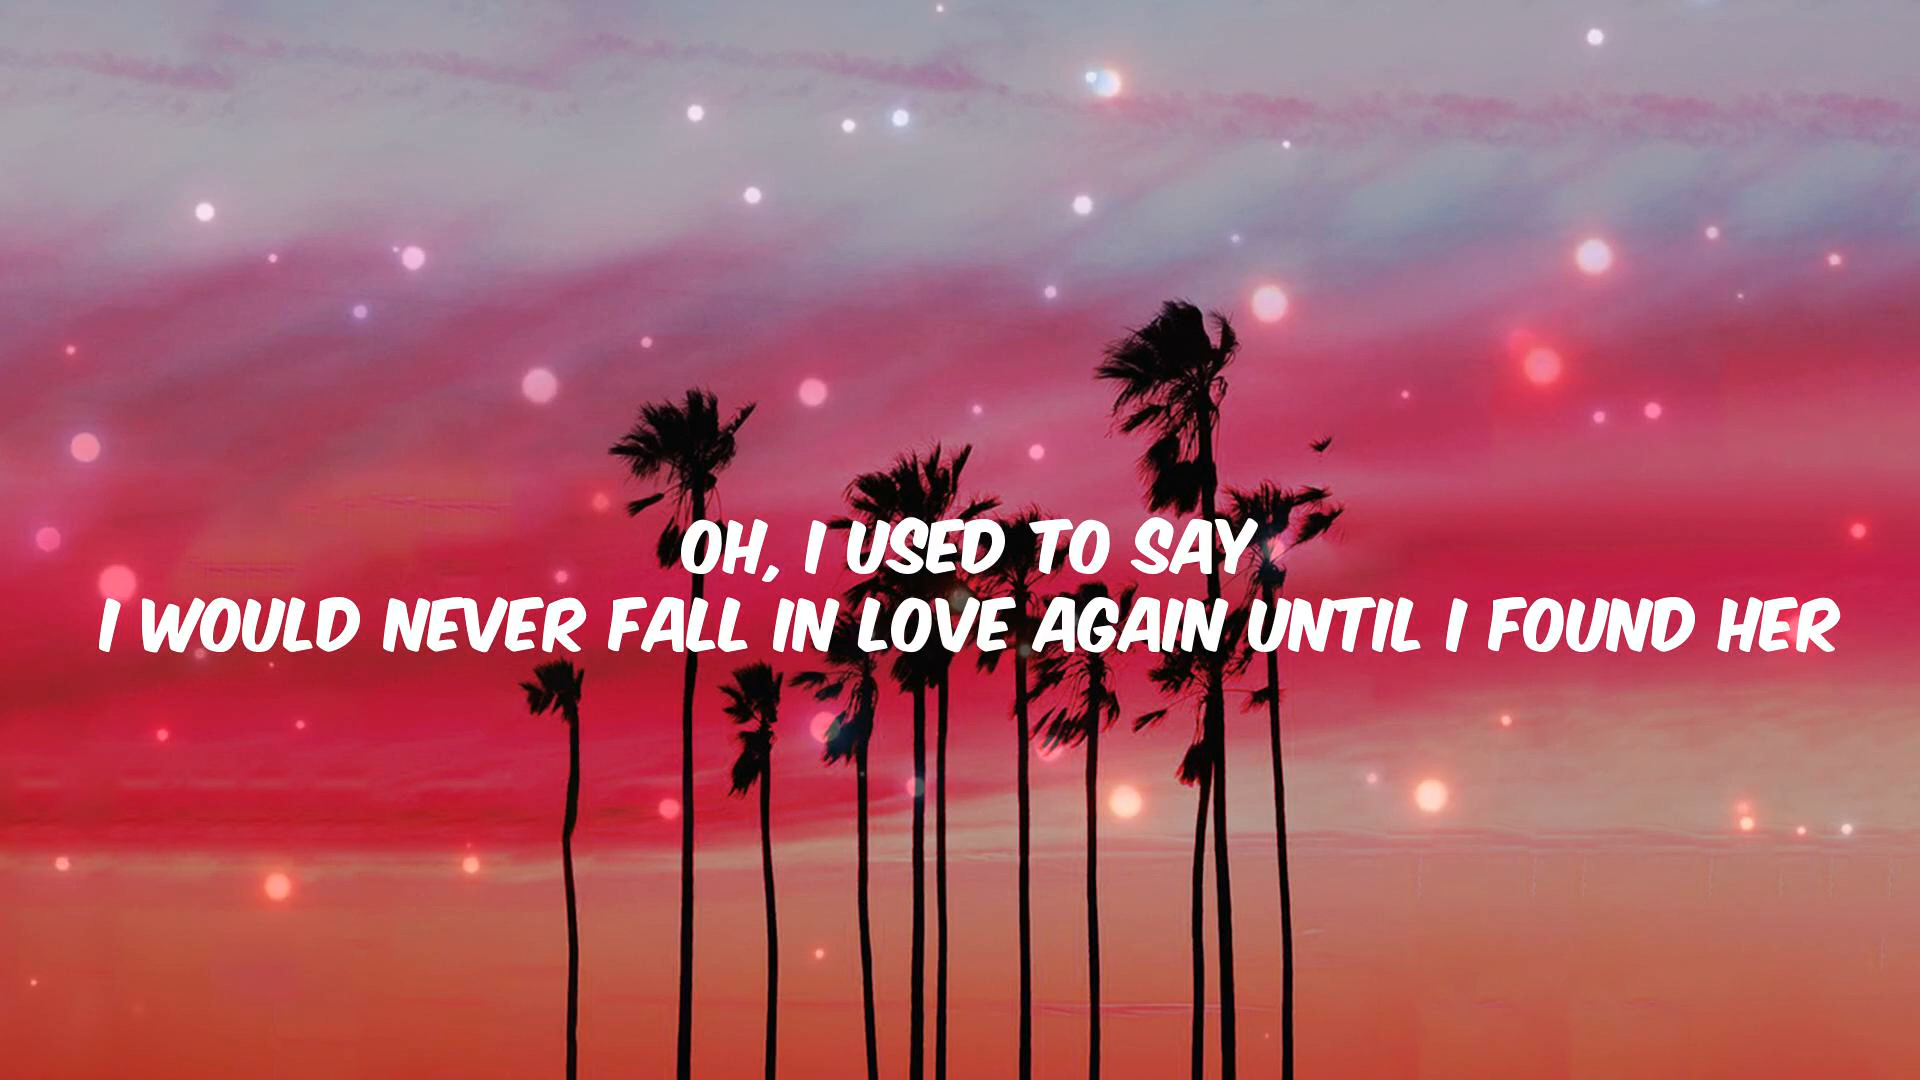 OH, I USED TO SAY
I WOULD NEVER FALL IN LOVE AGAIN UNTIL I FOUND HER